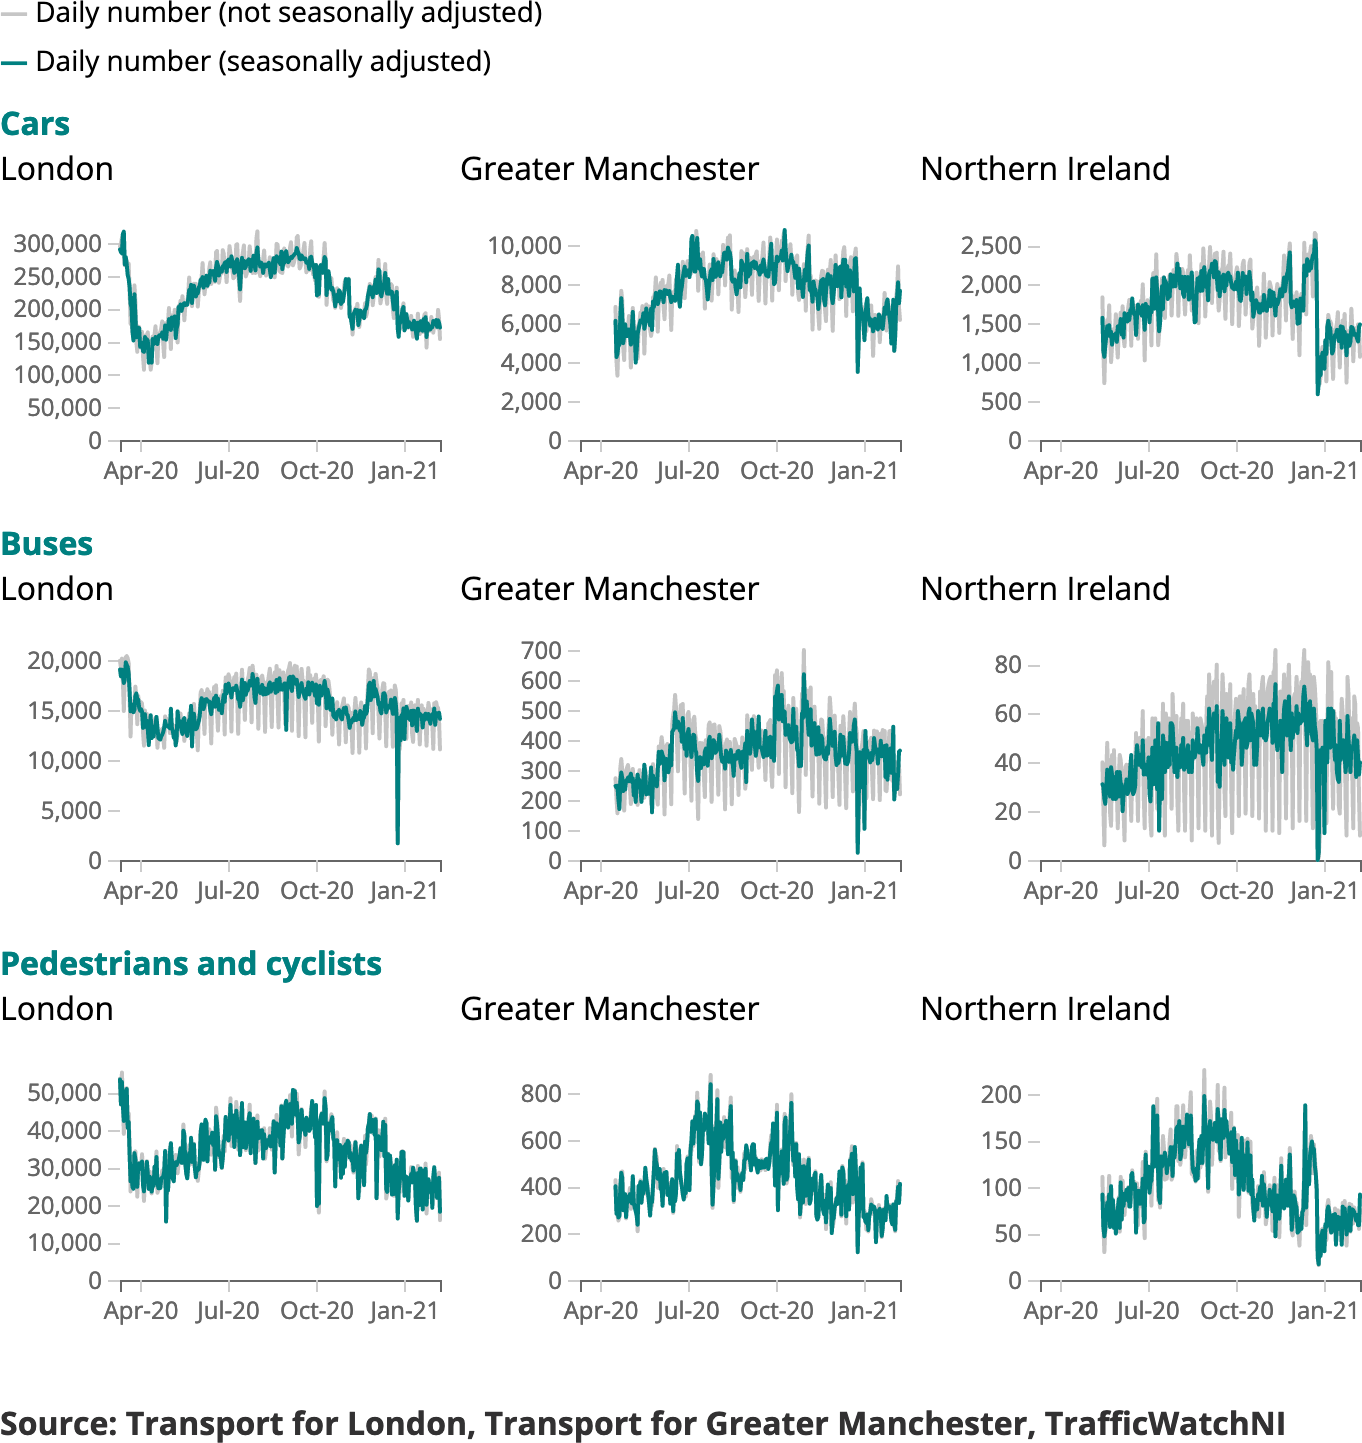 Daily number (not seasonally adjusted)
Daily number (seasonally adjusted)
Cars
London
Greater Manchester
Northern Ireland
300,000
250,000
200,000
150,000
100,000
50,000
0
Apr-20 Jul-20 Oct-20 Jan-21
10,000
8,000
6,000
4,000
2,000
0
Apr-20 Jul-20 Oct-20 Jan-21
2,500
2,000
1,500
1,000
500
0
Apr-20 Jul-20 Oct-20 Jan-21
Buses
London
Greater Manchester
Northern Ireland
20,000
15,000
10,000
5,000
0
Apr-20 Jul-20 Oct-20 Jan-21
700
600
500
400
300
200
100
0
Apr-20 Jul-20 Oct-20 Jan-21
80
60
40
20
0
Apr-20 Jul-20 Oct-20 Jan-21
Pedestrians and cyclists
London
Greater Manchester
Northern Ireland
50,000
40,000
30,000
20,000
10,000
0
Apr-20 Jul-20 Oct-20 Jan-21
800
600
400
200
0
Apr-20 Jul-20 Oct-20 Jan-21
200
150
100
50
0
Apr-20 Jul-20 Oct-20 Jan-21
Source: Transport for London, Transport for Greater Manchester, TrafficWatchNI